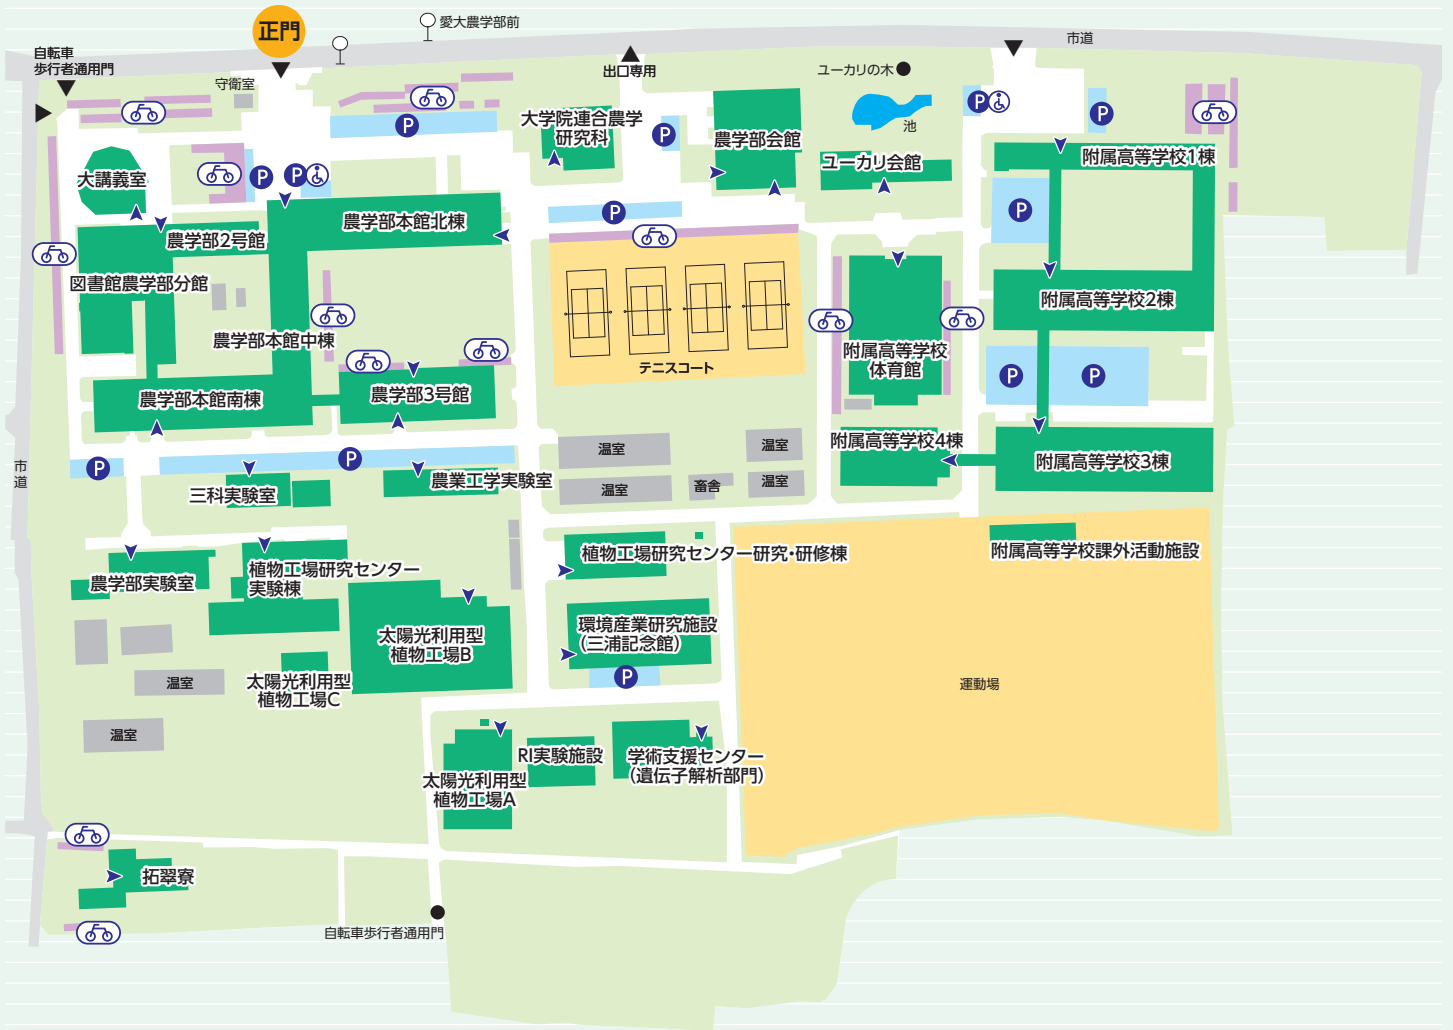 正門
愛大農学部前
自転車
歩行者通用門
守衛室
出口専用
ユーカリの木
市道
池
大学院連合農学
研究科
農学部会館
ユーカリ会館
附属高等学校1棟
大講義室
P
P
P
P
P
P
農学部2号館
農学部本館北棟
P
P
図書館農学部分館
農学部本館中棟
附属高等学校2棟
附属高等学校
体育館
テニスコート
P
P
農学部本館南棟
農学部3号館
市道
P
P
温室
温室
附属高等学校4棟
附属高等学校3棟
三科実験室
農業工学実験室
温室
畜舎
温室
農学部実験室
植物工場研究センター
実験棟
植物工場研究センター研究・研修棟
附属高等学校課外活動施設
太陽光利用型
植物工場B
環境産業研究施設
(三浦記念館)
P
温室
太陽光利用型
植物工場C
運動場
温室
太陽光利用型
植物工場A
RI実験施設
学術支援センター
(遺伝子解析部門)
拓翠寮
自転車歩行者通用門